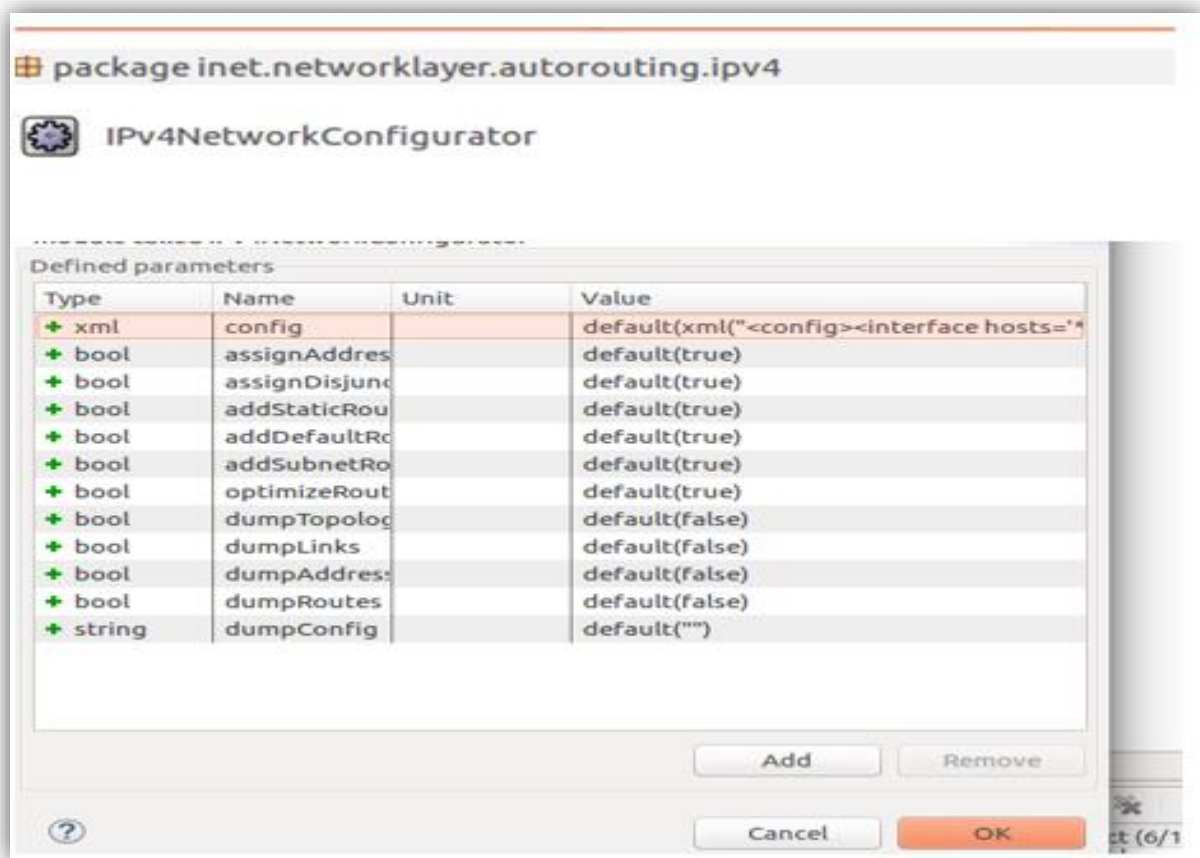 package inet.networklayer.autorouting.ipv4
IPv4NetworkConfigurator
Defined parameters
Type Name Unit Value
xml config default(xml("<config><interface hosts='*
bool assignAddres default(true)
bool assignDisjunc default(true)
bool addStaticRou default(true)
bool addDefaultRo default(true)
bool addSubnetRo default(true)
bool optimizeRout default(true)
bool dumpTopolog default(false)
bool dumpLinks default(false)
bool dumpAddress default(false)
bool dumpRoutes default(false)
string dumpConfig default("")
Add Remove
Cancel OK
ct (6/1